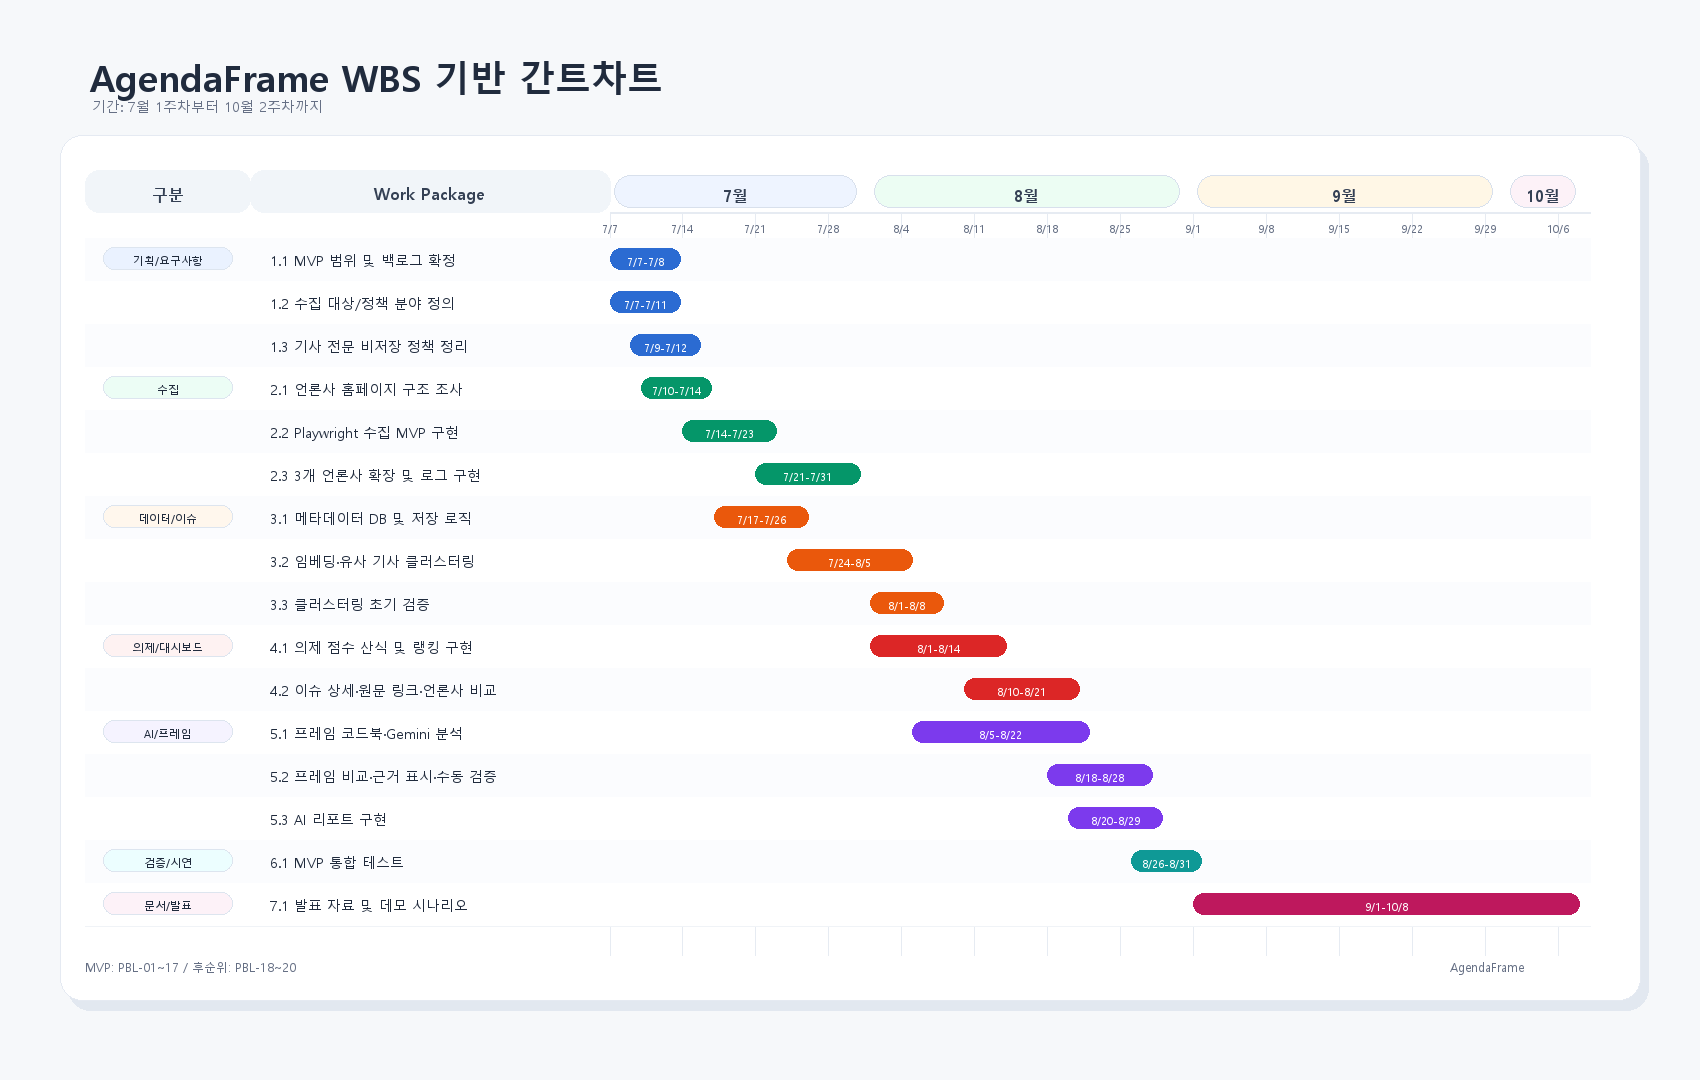 AgendaFrame WBS 기반 간트차트
기간: 7월 1주차부터 10월 2주차까지
구분 Work Package 7월 8월 9월 10월
7/7 7/14 7/21 7/28 8/4 8/11 8/18 8/25 9/1 9/8 9/15 9/22 9/29 10/6
기획/요구사항 1.1 MVP 범위 및 백로그 확정 7/7-7/8
1.2 수집 대상/정책 분야 정의 7/7-7/11
1.3 기사 전문 비저장 정책 정리 7/9-7/12
수집 2.1 언론사 홈페이지 구조 조사 7/10-7/14
2.2 Playwright 수집 MVP 구현 7/14-7/23
2.3 3개 언론사 확장 및 로그 구현 7/21-7/31
데이터/이슈 3.1 메타데이터 DB 및 저장 로직 7/17-7/26
3.2 임베딩·유사 기사 클러스터링 7/24-8/5
3.3 클러스터링 초기 검증 8/1-8/8
의제/대시보드 4.1 의제 점수 산식 및 랭킹 구현 8/1-8/14
4.2 이슈 상세·원문 링크·언론사 비교 8/10-8/21
AI/프레임 5.1 프레임 코드북·Gemini 분석 8/5-8/22
5.2 프레임 비교·근거 표시·수동 검증 8/18-8/28
5.3 AI 리포트 구현 8/20-8/29
검증/시연 6.1 MVP 통합 테스트 8/26-8/31
문서/발표 7.1 발표 자료 및 데모 시나리오 9/1-10/8
MVP: PBL-01~17 / 후순위: PBL-18~20 AgendaFrame